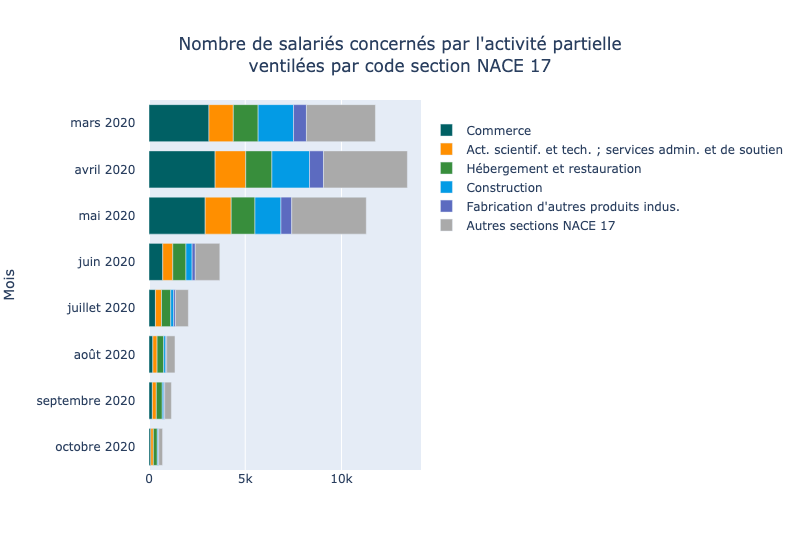 Nombre de salariés concernés par l'activité partielle
ventilées par code section NACE 17
mars 2020
avril 2020
mai 2020
juin 2020
juillet 2020
août 2020
septembre 2020
octobre 2020
Mois
0
5k
10k
Commerce
Act. scientif. et tech. ; services admin. et de soutien
Hébergement et restauration
Construction
Fabrication d'autres produits indus.
Autres sections NACE 17